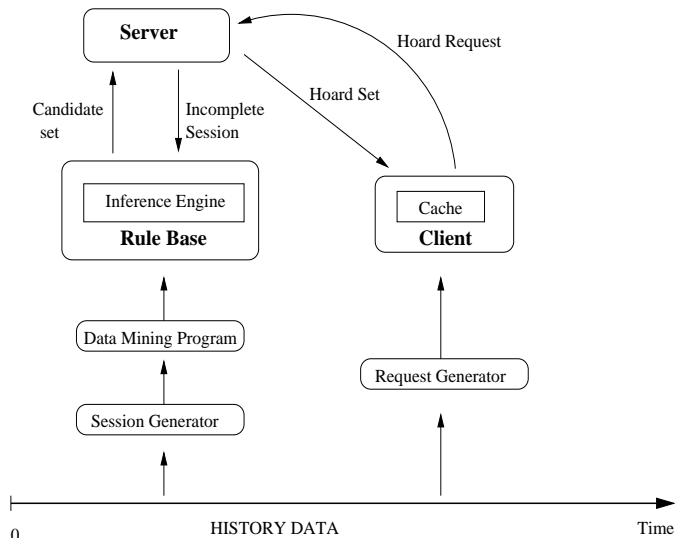 Server
Hoard Request
Hoard Set
Candidate
set
Incomplete
Session
Inference Engine
Rule Base
Cache
Client
Data Mining Program
Request Generator
Session Generator
0
HISTORY DATA
Time